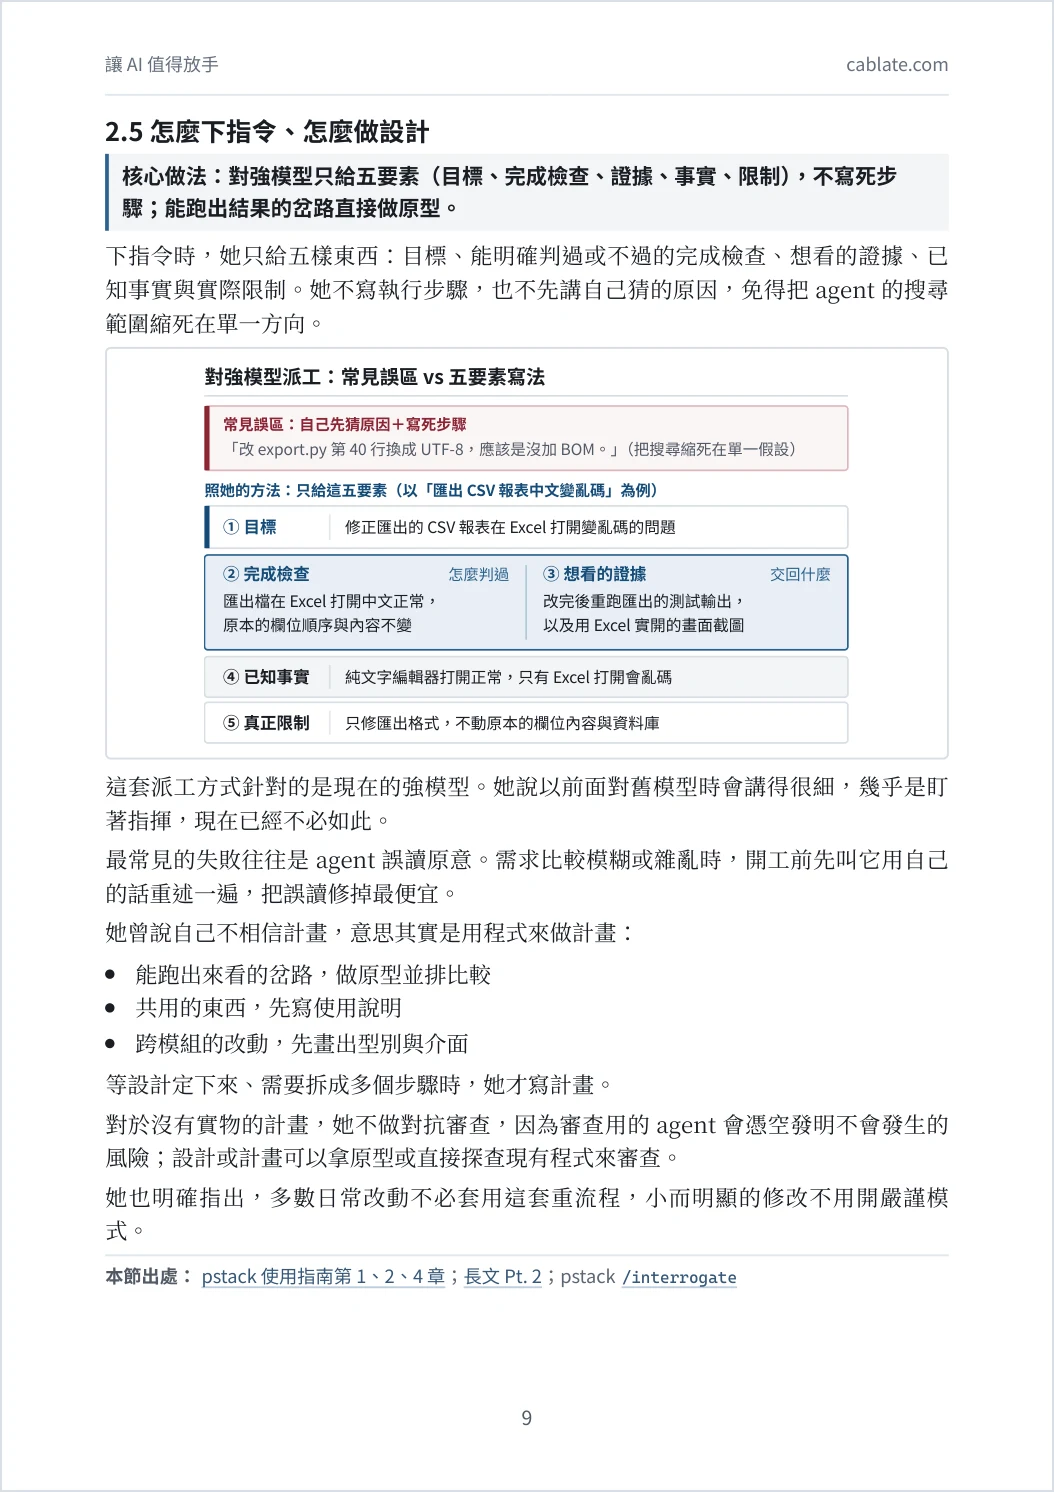 讓 AI 值得放手
cablate.com
2.5 怎麼下指令、怎麼做設計
核心做法：對強模型只給五要素（目標、完成檢查、證據、事實、限制），不寫死步
驟；能跑出結果的岔路直接做原型。
下指令時，她只給五樣東西：目標、能明確判過或不過的完成檢查、想看的證據、已
知事實與實際限制。她不寫執行步驟，也不先講自己猜的原因，免得把 agent 的搜尋
範圍縮死在單一方向。
對強模型派工：常見誤區 vs 五要素寫法
常見誤區：自己先猜原因＋寫死步驟
「改 export.py 第 40 行換成 UTF-8，應該是沒加 BOM。」（把搜尋縮死在單一假設）
照她的方法：只給這五要素（以「匯出 CSV 報表中文變亂碼」為例）
① 目標 修正匯出的 CSV 報表在 Excel 打開變亂碼的問題
② 完成檢查 怎麼判過
匯出檔在 Excel 打開中文正常，
原本的欄位順序與內容不變
③ 想看的證據 交回什麼
改完後重跑匯出的測試輸出，
以及用 Excel 實開的畫面截圖
④ 已知事實 純文字編輯器打開正常，只有 Excel 打開會亂碼
⑤ 真正限制 只修匯出格式，不動原本的欄位內容與資料庫
這套派工方式針對的是現在的強模型。她說以前面對舊模型時會講得很細，幾乎是盯
著指揮，現在已經不必如此。
最常見的失敗往往是 agent 誤讀原意。需求比較模糊或雜亂時，開工前先叫它用自己
的話重述一遍，把誤讀修掉最便宜。
她曾說自己不相信計畫，意思其實是用程式來做計畫：
● 能跑出來看的岔路，做原型並排比較
● 共用的東西，先寫使用說明
● 跨模組的改動，先畫出型別與介面
等設計定下來、需要拆成多個步驟時，她才寫計畫。
對於沒有實物的計畫，她不做對抗審查，因為審查用的 agent 會憑空發明不會發生的
風險；設計或計畫可以拿原型或直接探查現有程式來審查。
她也明確指出，多數日常改動不必套用這套重流程，小而明顯的修改不用開嚴謹模
式。
本節出處： pstack 使用指南第 1、2、4 章；長文 Pt. 2；pstack /interrogate
9